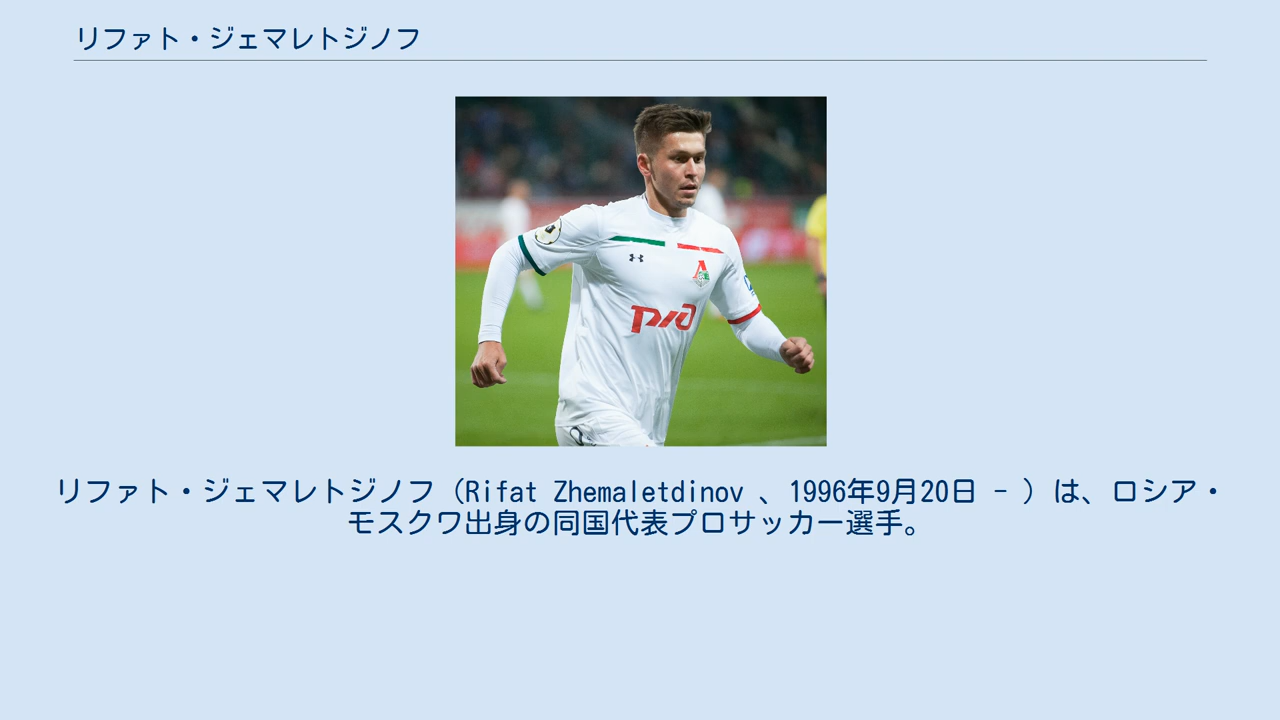 リファト・ジェマレトジノフ
рЖД
リファト・ジェマレトジノフ（Rifat Zhemaletdinov 、1996年9月20日 - ）は、ロシア・
モスクワ出身の同国代表プロサッカー選手。